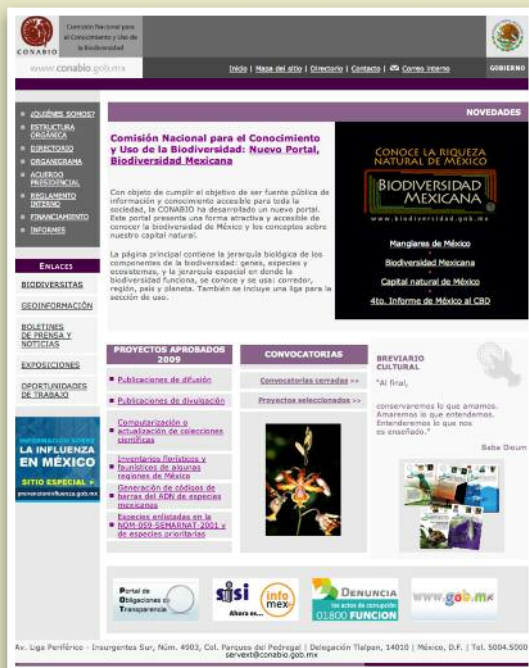 Comisión Nacional para
el Conocimiento y Uso de
la Biodiversidad
CONABIO
www.conabio.gob.mx
Inicio | Mapa del sitio | Directorio | Contacto | Correo interno
GOBIERNO
NOVEDADES
¿QUIÉNES SOMOS?
ESTRUCTURA
ORGÁNICA
DIRECTORIO
ORGANIGRAMA
ACUERDO
PRESIDENCIAL
REGLAMENTO
INTERNO
FINANCIAMIENTO
INFORMES
ENLACES
BIODIVERSITAS
GEOINFORMACIÓN
BOLETINES
DE PRENSA Y
NOTICIAS
EXPOSICIONES
OPORTUNIDADES
DE TRABAJO
INFORMACIÓN SOBRE
LA INFLUENZA
EN MÉXICO
SITIO ESPECIAL
prevencioninfluenza.gob.mx
Comisión Nacional para el Conocimiento
y Uso de la Biodiversidad: Nuevo Portal,
Biodiversidad Mexicana
Con objeto de cumplir el objetivo de ser fuente pública de
información y conocimiento accesible para toda la
sociedad, la CONABIO ha desarrollado un nuevo portal.
Este portal presenta una forma atractiva y accesible de
conocer la biodiversidad de México y los conceptos sobre
nuestro capital natural.
La página principal contiene la jerarquía biológica de los
componentes de la biodiversidad: genes, especies y
ecosistemas, y la jerarquía espacial en donde la
biodiversidad funciona, se conoce y se usa: corredor,
región, país y planeta. También se incluye una liga para la
sección de uso.
CONOCE LA RIQUEZA
NATURAL DE MÉXICO
BIODIVERSIDAD
MEXICANA
www.biodiversidad.gob.mx
Manglares de México
Biodiversidad Mexicana
Capital natural de México
4to. Informe de México al CBD
PROYECTOS APROBADOS
2009
Publicaciones de difusión
Publicaciones de divulgación
Computarización o
actualización de colecciones
científicas
Inventarios florísticos y
faunísticos de algunas
regiones de México
Generación de códigos de
barras del ADN de especies
mexicanas
Especies enlistadas en la
NOM-059-SEMARNAT-2001 y
de especies prioritarias
CONVOCATORIAS
Convocatorias cerradas >>
Proyectos seleccionados >>
BREVIARIO
CULTURAL
"Al final,
conservaremos lo que amamos.
Amaremos lo que entendemos.
Entenderemos lo que nos
es enseñado."
Baba Dioum
Portal de
Obligaciones de
Transparencia
sisi
Ahora es...
info
mex
DENUNCIA
los actos de corrupción
01800 FUNCION
www.gob.mx
Av. Liga Periférico - Insurgentes Sur, Núm. 4903, Col. Parques del Pedregal | Delegación Tlalpan, 14010 | México, D.F. | Tel. 5004.5000
servext@conabio.gob.mx